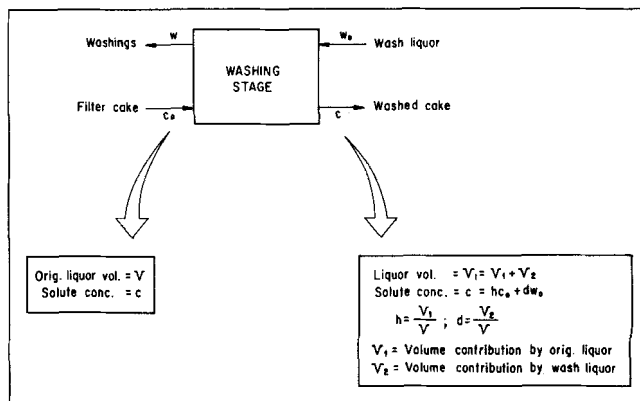 Washings
w
w₀
Wash liquor
WASHING
STAGE
Filter cake
c₀
c
Washed cake
Orig. liquor vol. = V
Solute conc. = c
Liquor vol. = V₁ = V₁ + V₂
Solute conc. = c = hc₀ + dw₀
h = V₁/V ; d = V₂/V
V₁ = Volume contribution by orig. liquor
V₂ = Volume contribution by wash liquor